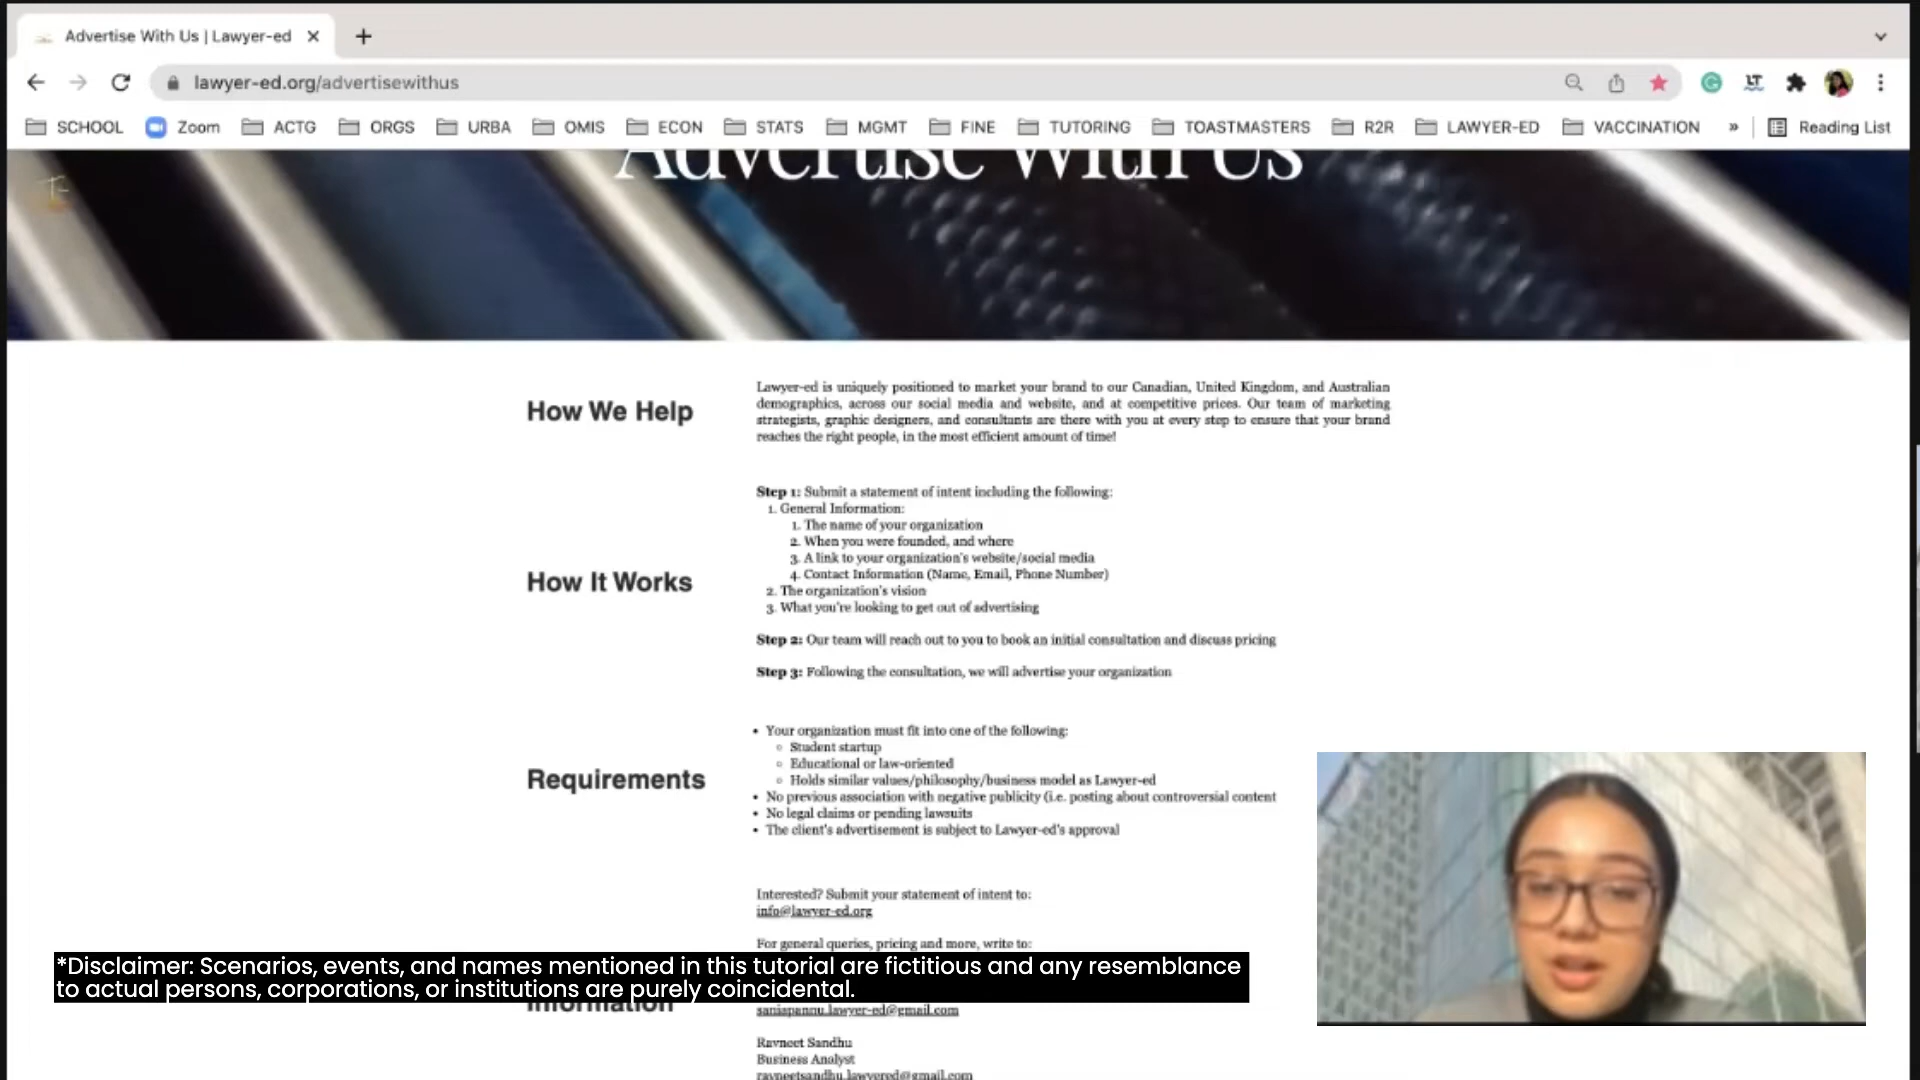 Advertise With Us | Lawyer-ed
lawyer-ed.org/advertisewithus
SCHOOL Zoom ACTG ORGS URBA OMIS ECON STATS MGMT FINE TUTORING TOASTMASTERS R2R LAWYER-ED VACCINATION » Reading List
Advertise With Us
How We Help
Lawyer-ed is uniquely positioned to market your brand to our Canadian, United Kingdom, and Australian
demographics, across our social media and website, and at competitive prices. Our team of marketing
strategists, graphic designers, and consultants are there with you at every step to ensure that your brand
reaches the right people, in the most efficient amount of time!
How It Works
Step 1: Submit a statement of intent including the following:
1. General Information:
1. The name of your organization
2. When you were founded, and where
3. A link to your organization's website/social media
4. Contact Information (Name, Email, Phone Number)
2. The organization's vision
3. What you're looking to get out of advertising
Step 2: Our team will reach out to you to book an initial consultation and discuss pricing
Step 3: Following the consultation, we will advertise your organization
Requirements
• Your organization must fit into one of the following:
◦ Student startup
◦ Educational or law-oriented
◦ Holds similar values/philosophy/business model as Lawyer-ed
• No previous association with negative publicity (i.e. posting about controversial content
• No legal claims or pending lawsuits
• The client's advertisement is subject to Lawyer-ed's approval
Interested? Submit your statement of intent to:
info@lawyer-ed.org
For general queries, pricing and more, write to:
*Disclaimer: Scenarios, events, and names mentioned in this tutorial are fictitious and any resemblance
to actual persons, corporations, or institutions are purely coincidental.
Information
saniapannu.lawyer-ed@gmail.com
Ravneet Sandhu
Business Analyst
ravneetsandhu.lawyered@gmail.com